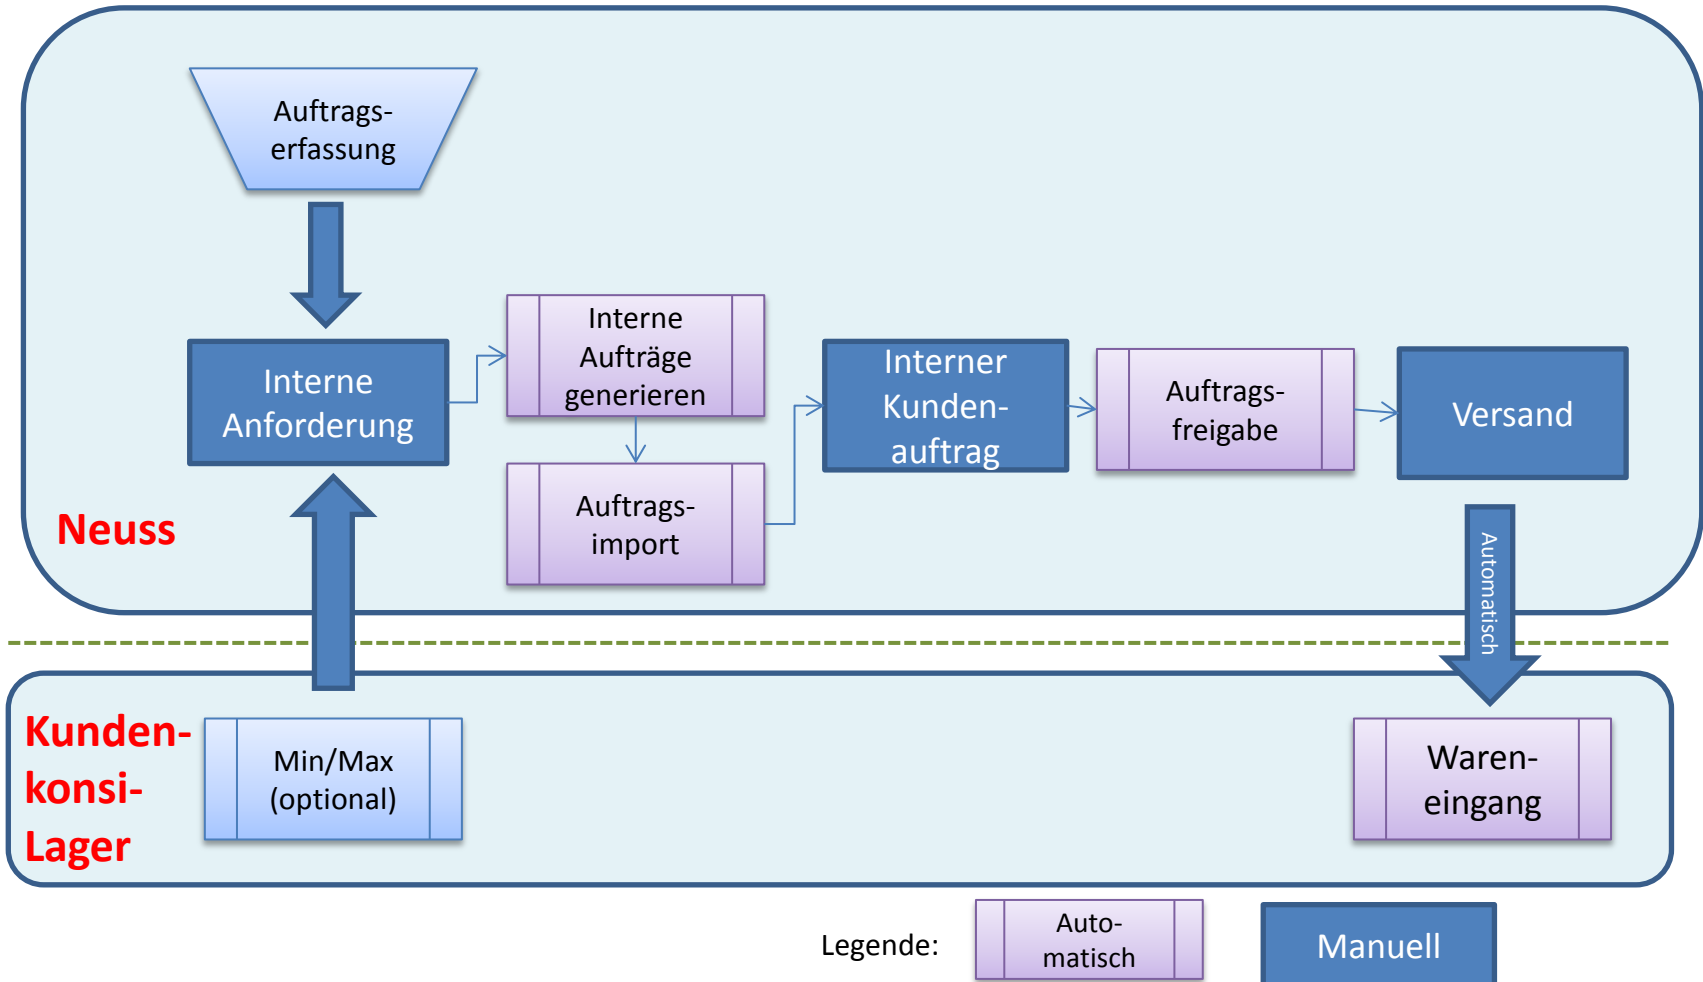 Auftrags-
erfassung
Interne
Anforderung
Interne
Aufträge
generieren
Auftrags-
import
Interner
Kunden-
auftrag
Auftrags-
freigabe
Versand
Neuss
Automatisch
Kunden-
konsi-
Lager
Min/Max
(optional)
Waren-
eingang
Legende:
Auto-
matisch
Manuell